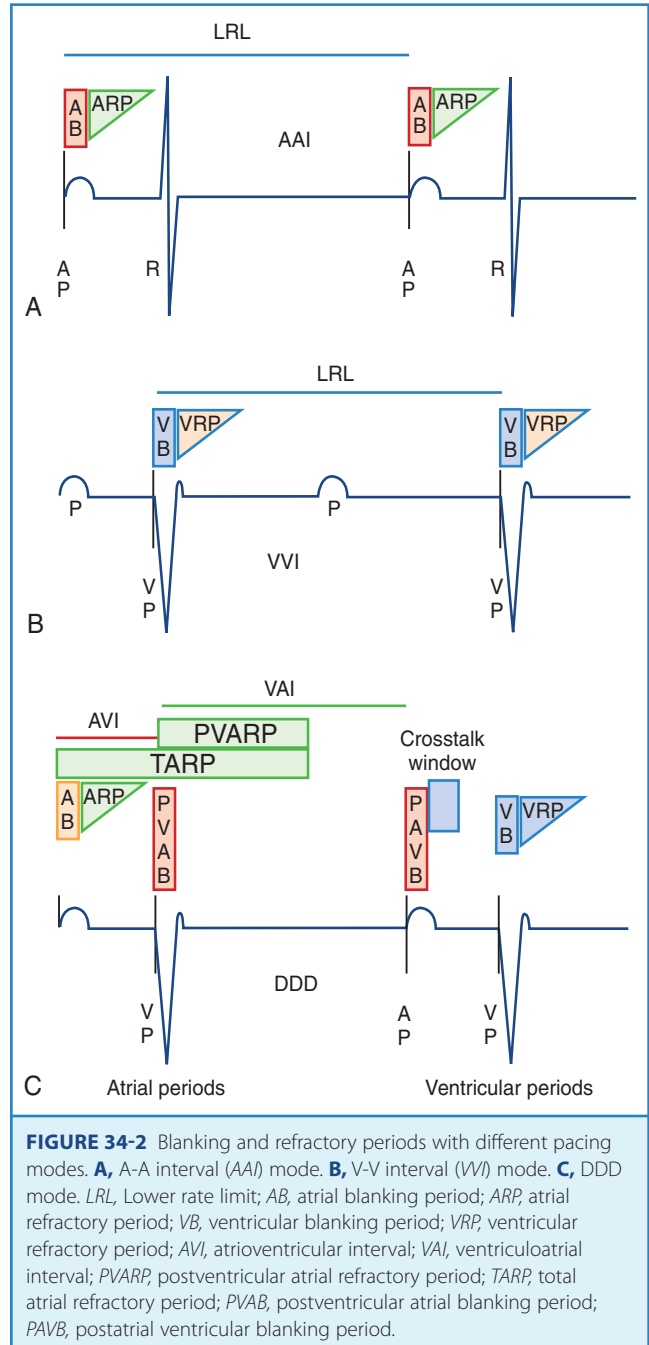 LRL
A
B
ARP
A
B
ARP
AAI
A
P
R
A
P
R
A
LRL
V
B
VRP
V
B
VRP
P
P
V
P
VVI
V
P
B
VAI
AVI
PVARP
Crosstalk
window
TARP
A
B
ARP
P
V
A
B
P
A
V
B
V
B
VRP
DDD
V
P
A
P
V
P
C
Atrial periods
Ventricular periods
FIGURE 34-2 Blanking and refractory periods with different pacing
modes. A, A-A interval (AAI) mode. B, V-V interval (VVI) mode. C, DDD
mode. LRL, Lower rate limit; AB, atrial blanking period; ARP, atrial
refractory period; VB, ventricular blanking period; VRP, ventricular
refractory period; AVI, atrioventricular interval; VAI, ventriculoatrial
interval; PVARP, postventricular atrial refractory period; TARP, total
atrial refractory period; PVAB, postventricular atrial blanking period;
PAVB, postatrial ventricular blanking period.